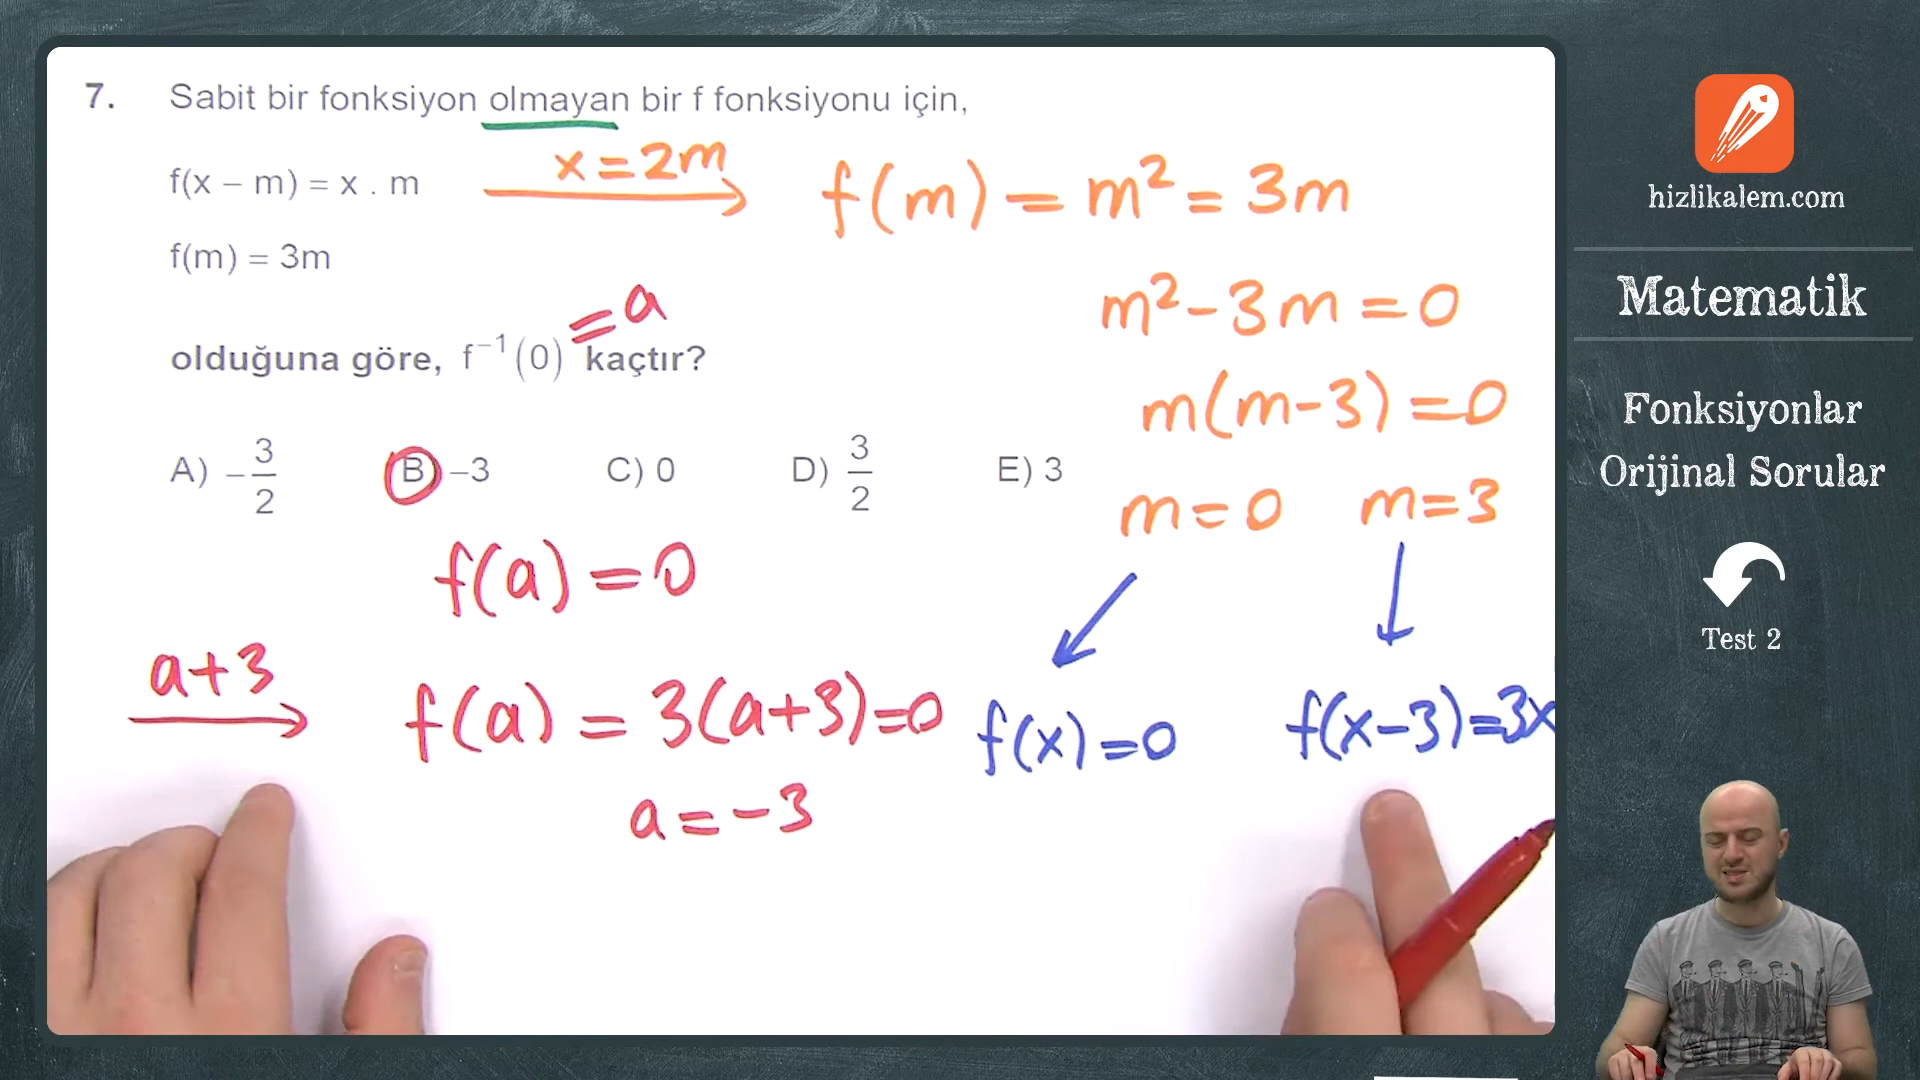 7. Sabit bir fonksiyon olmayan bir f fonksiyonu için,
f(x – m) = x . m
x=2m
f(m) = m² = 3m
f(m) = 3m
= a
m²-3m=0
olduğuna göre, f⁻¹(0) kaçtır?
m(m-3)=0
A) -3/2 B) –3 C) 0 D) 3/2 E) 3
m=0 m=3
f(a)=0
a+3
f(a) = 3(a+3)=0
f(x)=0
f(x-3)=3x
a=-3
hizlikalem.com
Matematik
Fonksiyonlar
Orijinal Sorular
Test 2